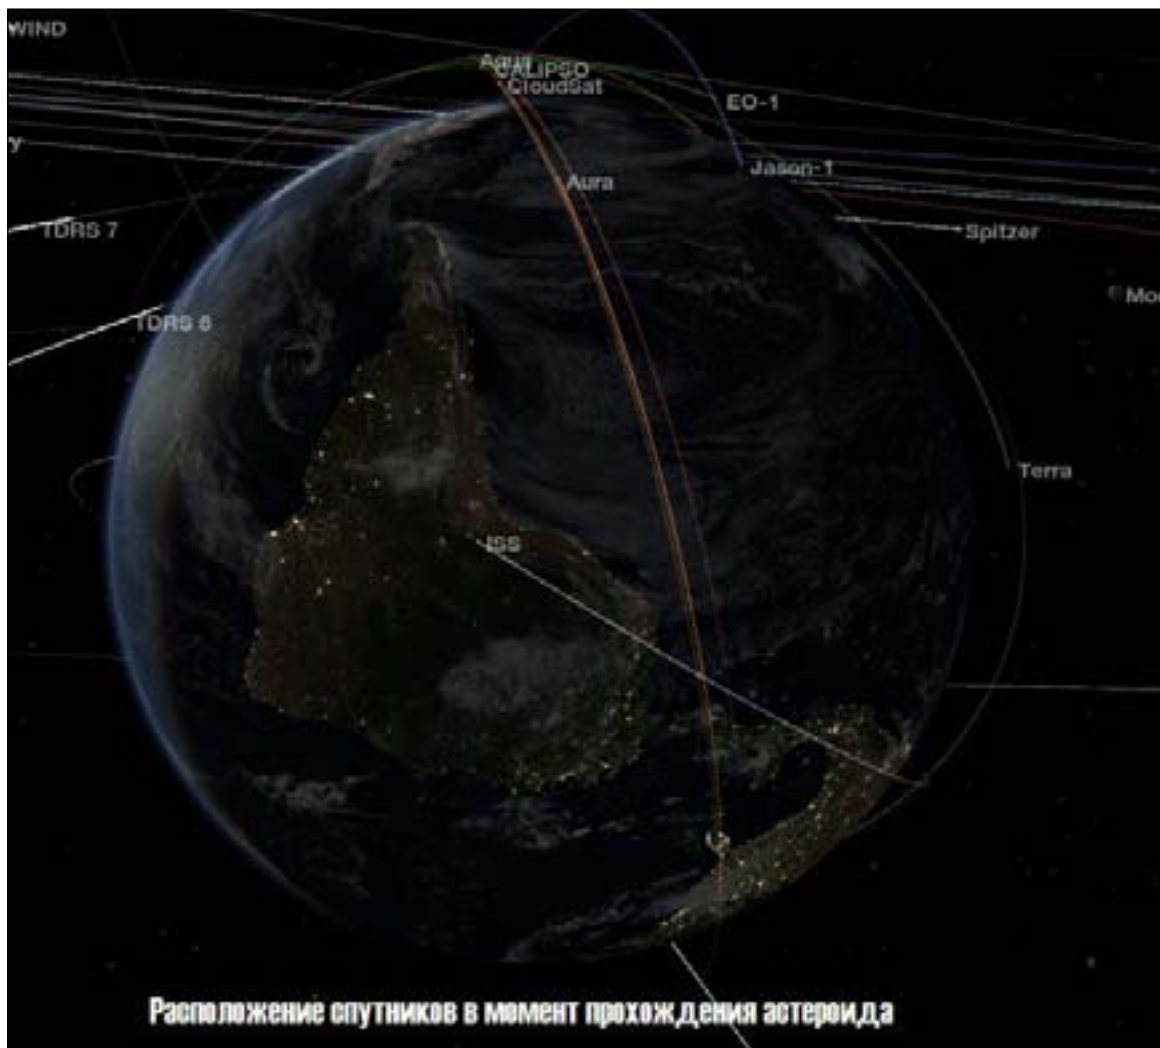 WIND
Aqua
CALIPSO
CloudSat
EO-1
y
Jason-1
Aura
TDRS 7
Spitzer
Moo
TDRS 6
Terra
ISS
Расположение спутников в момент прохождения астероида